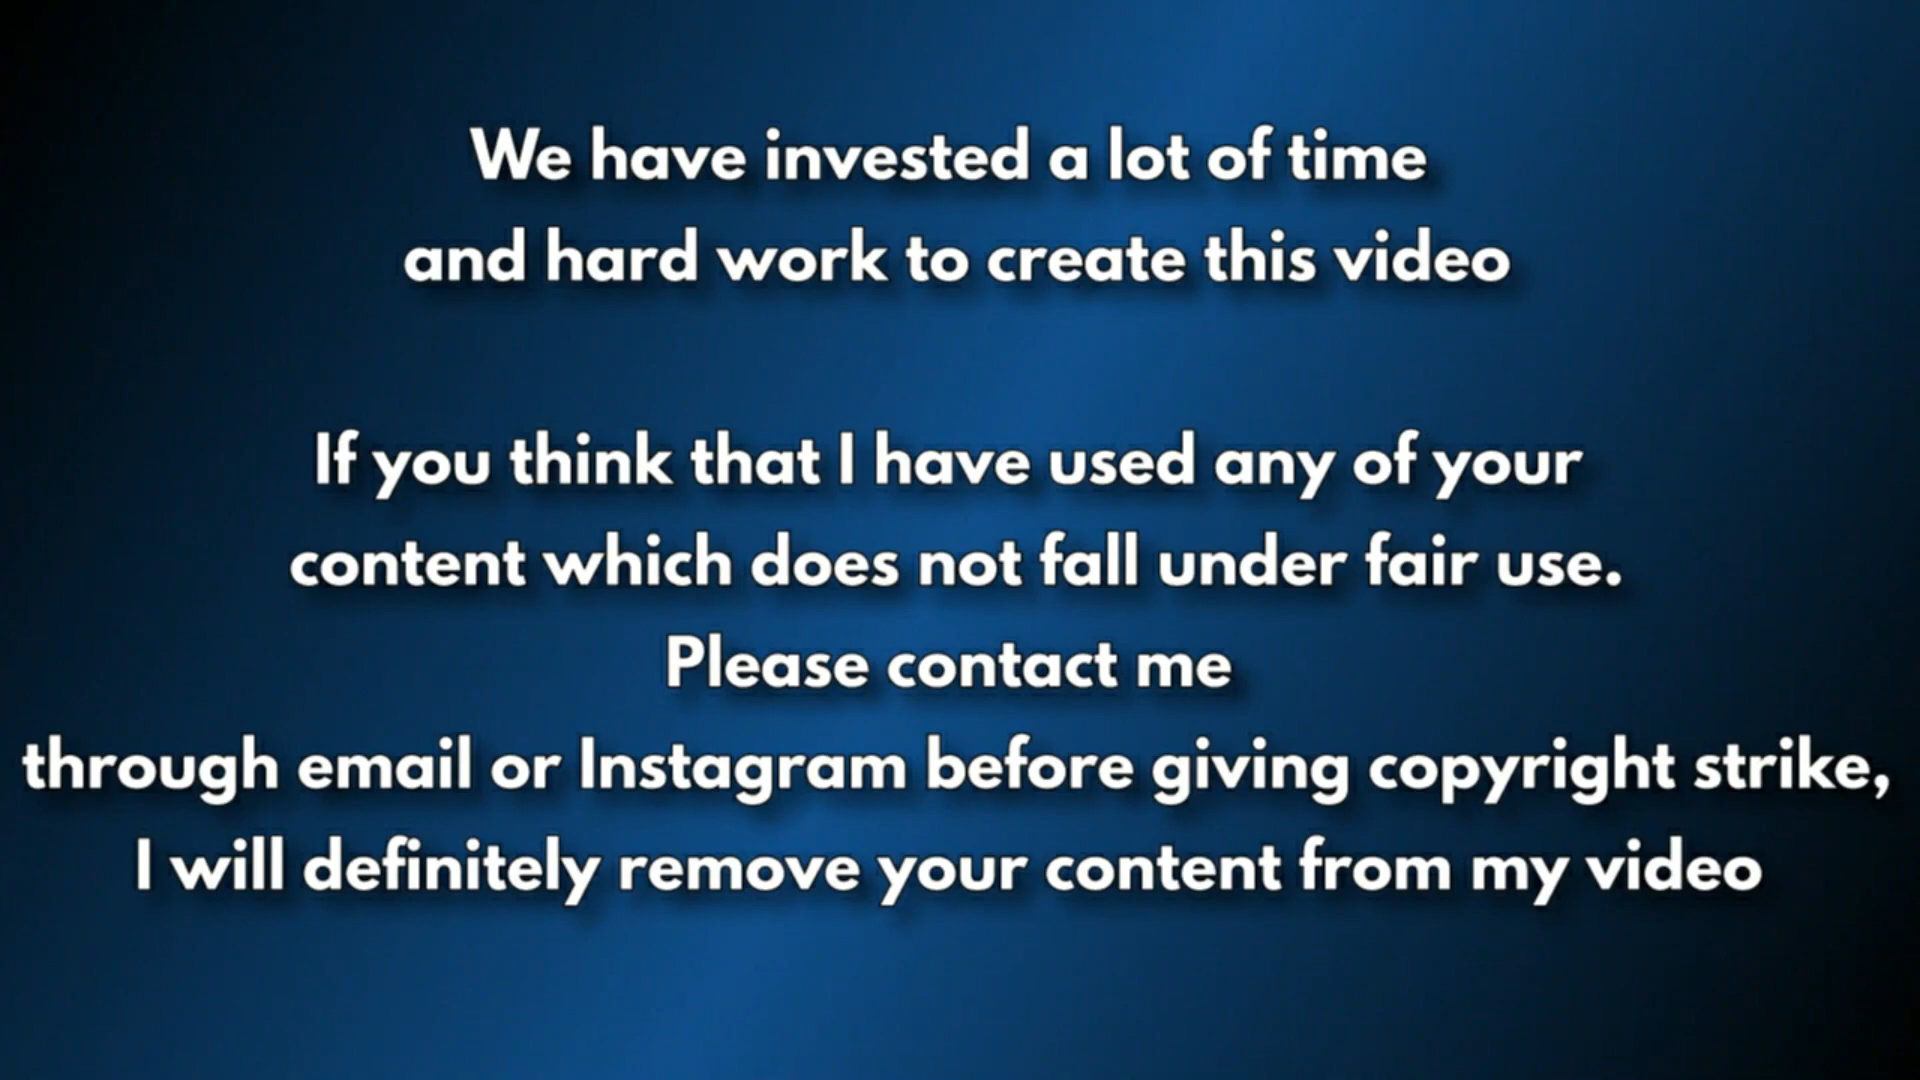 We have invested a lot of time
and hard work to create this video
If you think that I have used any of your
content which does not fall under fair use.
Please contact me
through email or Instagram before giving copyright strike,
I will definitely remove your content from my video